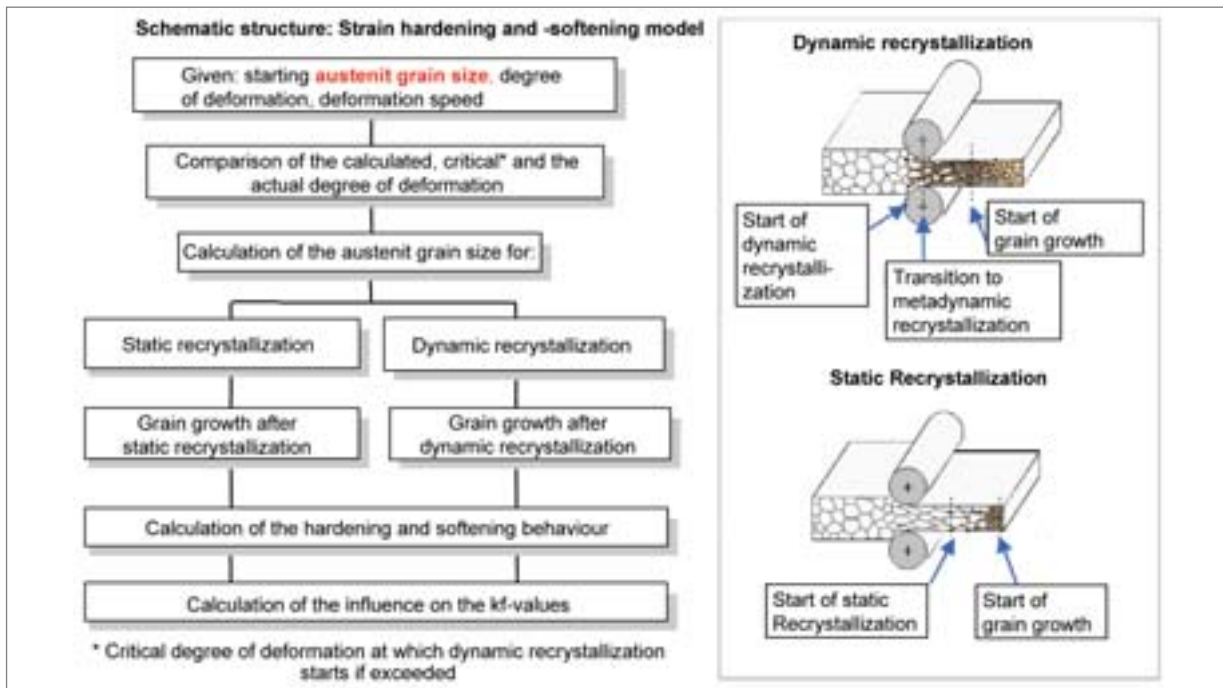 Schematic structure: Strain hardening and -softening model
Given: starting austenit grain size, degree
of deformation, deformation speed
Comparison of the calculated, critical* and the
actual degree of deformation
Calculation of the austenit grain size for:
Static recrystallization
Dynamic recrystallization
Grain growth after
static recrystallization
Grain growth after
dynamic recrystallization
Calculation of the hardening and softening behaviour
Calculation of the influence on the kf-values
* Critical degree of deformation at which dynamic recrystallization
starts if exceeded
Dynamic recrystallization
Start of
dynamic
recrystalli-
zation
Transition to
metadynamic
recrystallization
Start of
grain growth
Static Recrystallization
Start of static
Recrystallization
Start of
grain growth